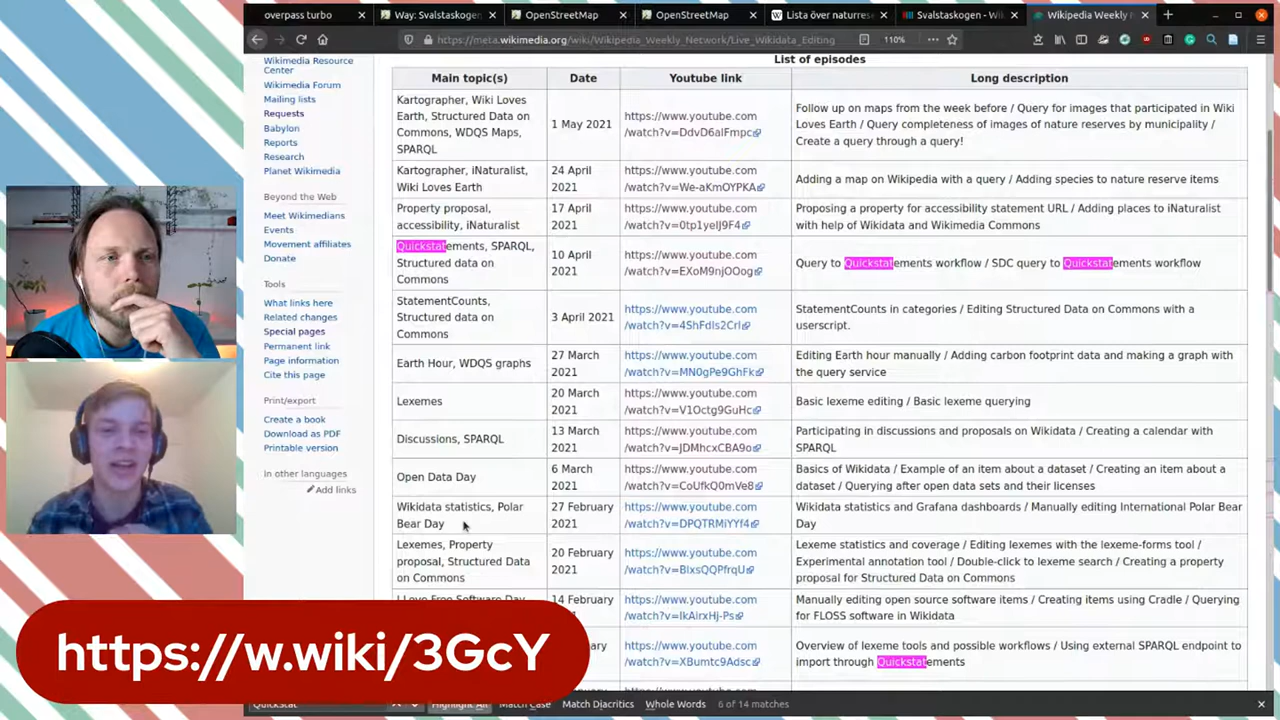 overpass turbo
Way: Svalstaskogen
OpenStreetMap
OpenStreetMap
Lista över naturres
Svalstaskogen - Wik
Wikipedia Weekly n
https://meta.wikimedia.org/wiki/Wikipedia_Weekly_Network/Live_Wikidata_Editing
110%
Wikimedia Resource
Center
Wikimedia Forum
Mailing lists
Requests
Babylon
Reports
Research
Planet Wikimedia
Beyond the Web
Meet Wikimedians
Events
Movement affiliates
Donate
Tools
What links here
Related changes
Special pages
Permanent link
Page information
Cite this page
Print/export
Create a book
Download as PDF
Printable version
In other languages
Add links
List of episodes
Main topic(s) Date Youtube link Long description
Kartographer, Wiki Loves
Earth, Structured Data on
Commons, WDQS Maps,
SPARQL
1 May 2021
https://www.youtube.com
/watch?v=DdvD6aiFmpc
Follow up on maps from the week before / Query for images that participated in Wiki
Loves Earth / Query completeness of images of nature reserves by municipality /
Create a query through a query!
Kartographer, iNaturalist,
Wiki Loves Earth
24 April
2021
https://www.youtube.com
/watch?v=We-aKmOYPKA
Adding a map on Wikipedia with a query / Adding species to nature reserve items
Property proposal,
accessibility, iNaturalist
17 April
2021
https://www.youtube.com
/watch?v=0tp1yeIJ9F4
Proposing a property for accessibility statement URL / Adding places to iNaturalist
with help of Wikidata and Wikimedia Commons
Quickstatements, SPARQL,
Structured data on
Commons
10 April
2021
https://www.youtube.com
/watch?v=EXoM9njOOog
Query to Quickstatements workflow / SDC query to Quickstatements workflow
StatementCounts,
Structured data on
Commons
3 April 2021
https://www.youtube.com
/watch?v=4ShFdIs2CrI
StatementCounts in categories / Editing Structured Data on Commons with a
userscript.
Earth Hour, WDQS graphs
27 March
2021
https://www.youtube.com
/watch?v=MN0gPe9GhFk
Editing Earth hour manually / Adding carbon footprint data and making a graph with
the query service
Lexemes
20 March
2021
https://www.youtube.com
/watch?v=V1Octg9GuHc
Basic lexeme editing / Basic lexeme querying
Discussions, SPARQL
13 March
2021
https://www.youtube.com
/watch?v=JDMhcxCBA9o
Participating in discussions and proposals on Wikidata / Creating a calendar with
SPARQL
Open Data Day
6 March
2021
https://www.youtube.com
/watch?v=CoUfkQ0mVe8
Basics of Wikidata / Example of an item about a dataset / Creating an item about a
dataset / Querying after open data sets and their licenses
Wikidata statistics, Polar
Bear Day
27 February
2021
https://www.youtube.com
/watch?v=DPQTRMiYYf4
Wikidata statistics and Grafana dashboards / Manually editing International Polar Bear
Day
Lexemes, Property
proposal, Structured Data
on Commons
20 February
2021
https://www.youtube.com
/watch?v=BlxsQQPfrqU
Lexeme statistics and coverage / Editing lexemes with the lexeme-forms tool /
Experimental annotation tool / Double-click to lexeme search / Creating a property
proposal for Structured Data on Commons
I Love Free Software Day
14 February
https://www.youtube.com
/watch?v=IkAirxHj-Ps
Manually editing open source software items / Creating items using Cradle / Querying
for FLOSS software in Wikidata
https://www.youtube.com
/watch?v=XBumtc9Adsc
Overview of lexeme tools and possible workflows / Using external SPARQL endpoint to
import through Quickstatements
https://w.wiki/3GcY
QuickStat
Highlight All
Match Case
Match Diacritics
Whole Words
6 of 14 matches